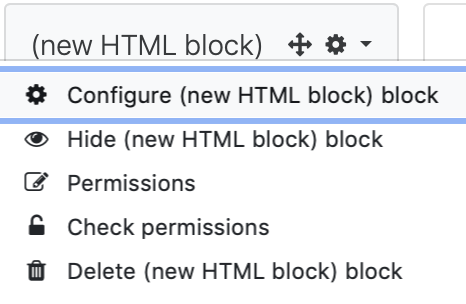 (new HTML block)
Configure (new HTML block) block
Hide (new HTML block) block
Permissions
Check permissions
Delete (new HTML block) block